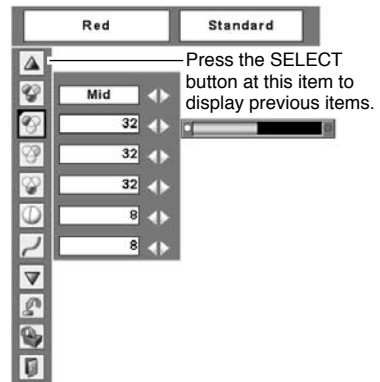 Red Standard
Press the SELECT
button at this item to
display previous items.
Mid
32
32
32
8
8